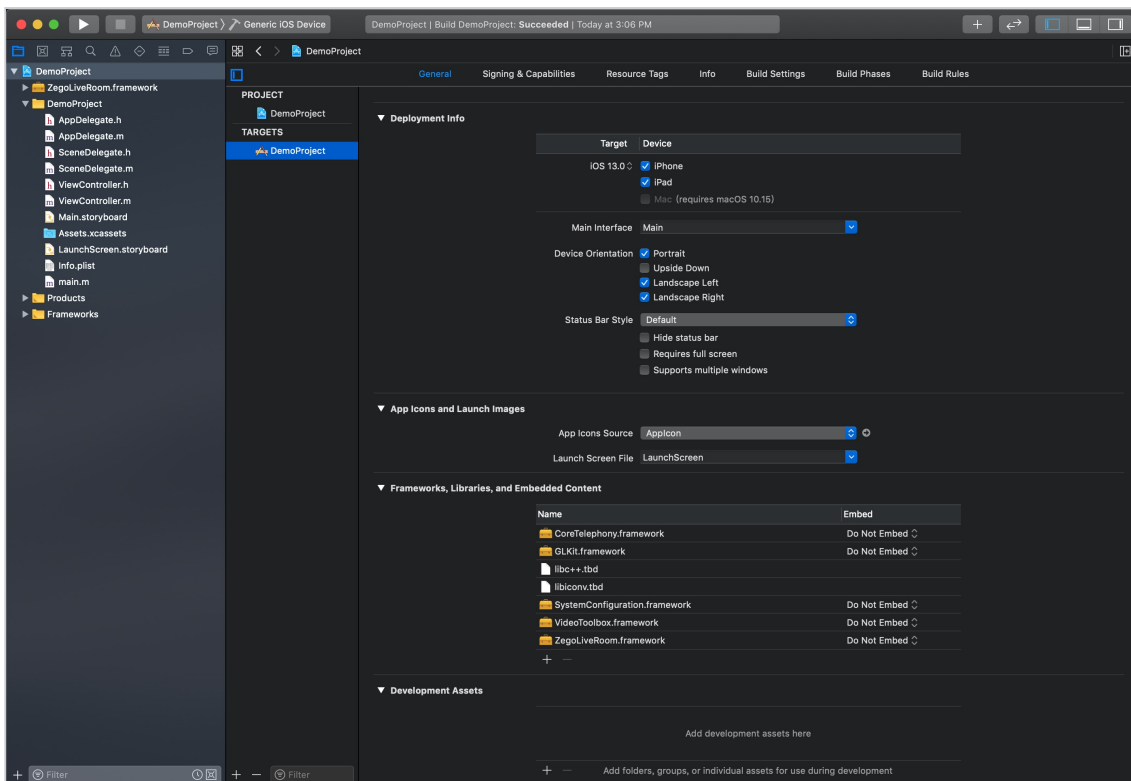 DemoProject 〉 Generic iOS Device
DemoProject | Build DemoProject: Succeeded | Today at 3:06 PM
DemoProject
DemoProject
ZegoLiveRoom.framework
DemoProject
AppDelegate.h
AppDelegate.m
SceneDelegate.h
SceneDelegate.m
ViewController.h
ViewController.m
Main.storyboard
Assets.xcassets
LaunchScreen.storyboard
Info.plist
main.m
Products
Frameworks
Filter
PROJECT
DemoProject
TARGETS
DemoProject
Filter
General Signing & Capabilities Resource Tags Info Build Settings Build Phases Build Rules
Deployment Info
Target Device
iOS 13.0 iPhone
iPad
Mac (requires macOS 10.15)
Main Interface Main
Device Orientation Portrait
Upside Down
Landscape Left
Landscape Right
Status Bar Style Default
Hide status bar
Requires full screen
Supports multiple windows
App Icons and Launch Images
App Icons Source AppIcon
Launch Screen File LaunchScreen
Frameworks, Libraries, and Embedded Content
Name Embed
CoreTelephony.framework Do Not Embed
GLKit.framework Do Not Embed
libc++.tbd
libiconv.tbd
SystemConfiguration.framework Do Not Embed
VideoToolbox.framework Do Not Embed
ZegoLiveRoom.framework Do Not Embed
Development Assets
Add development assets here
Add folders, groups, or individual assets for use during development